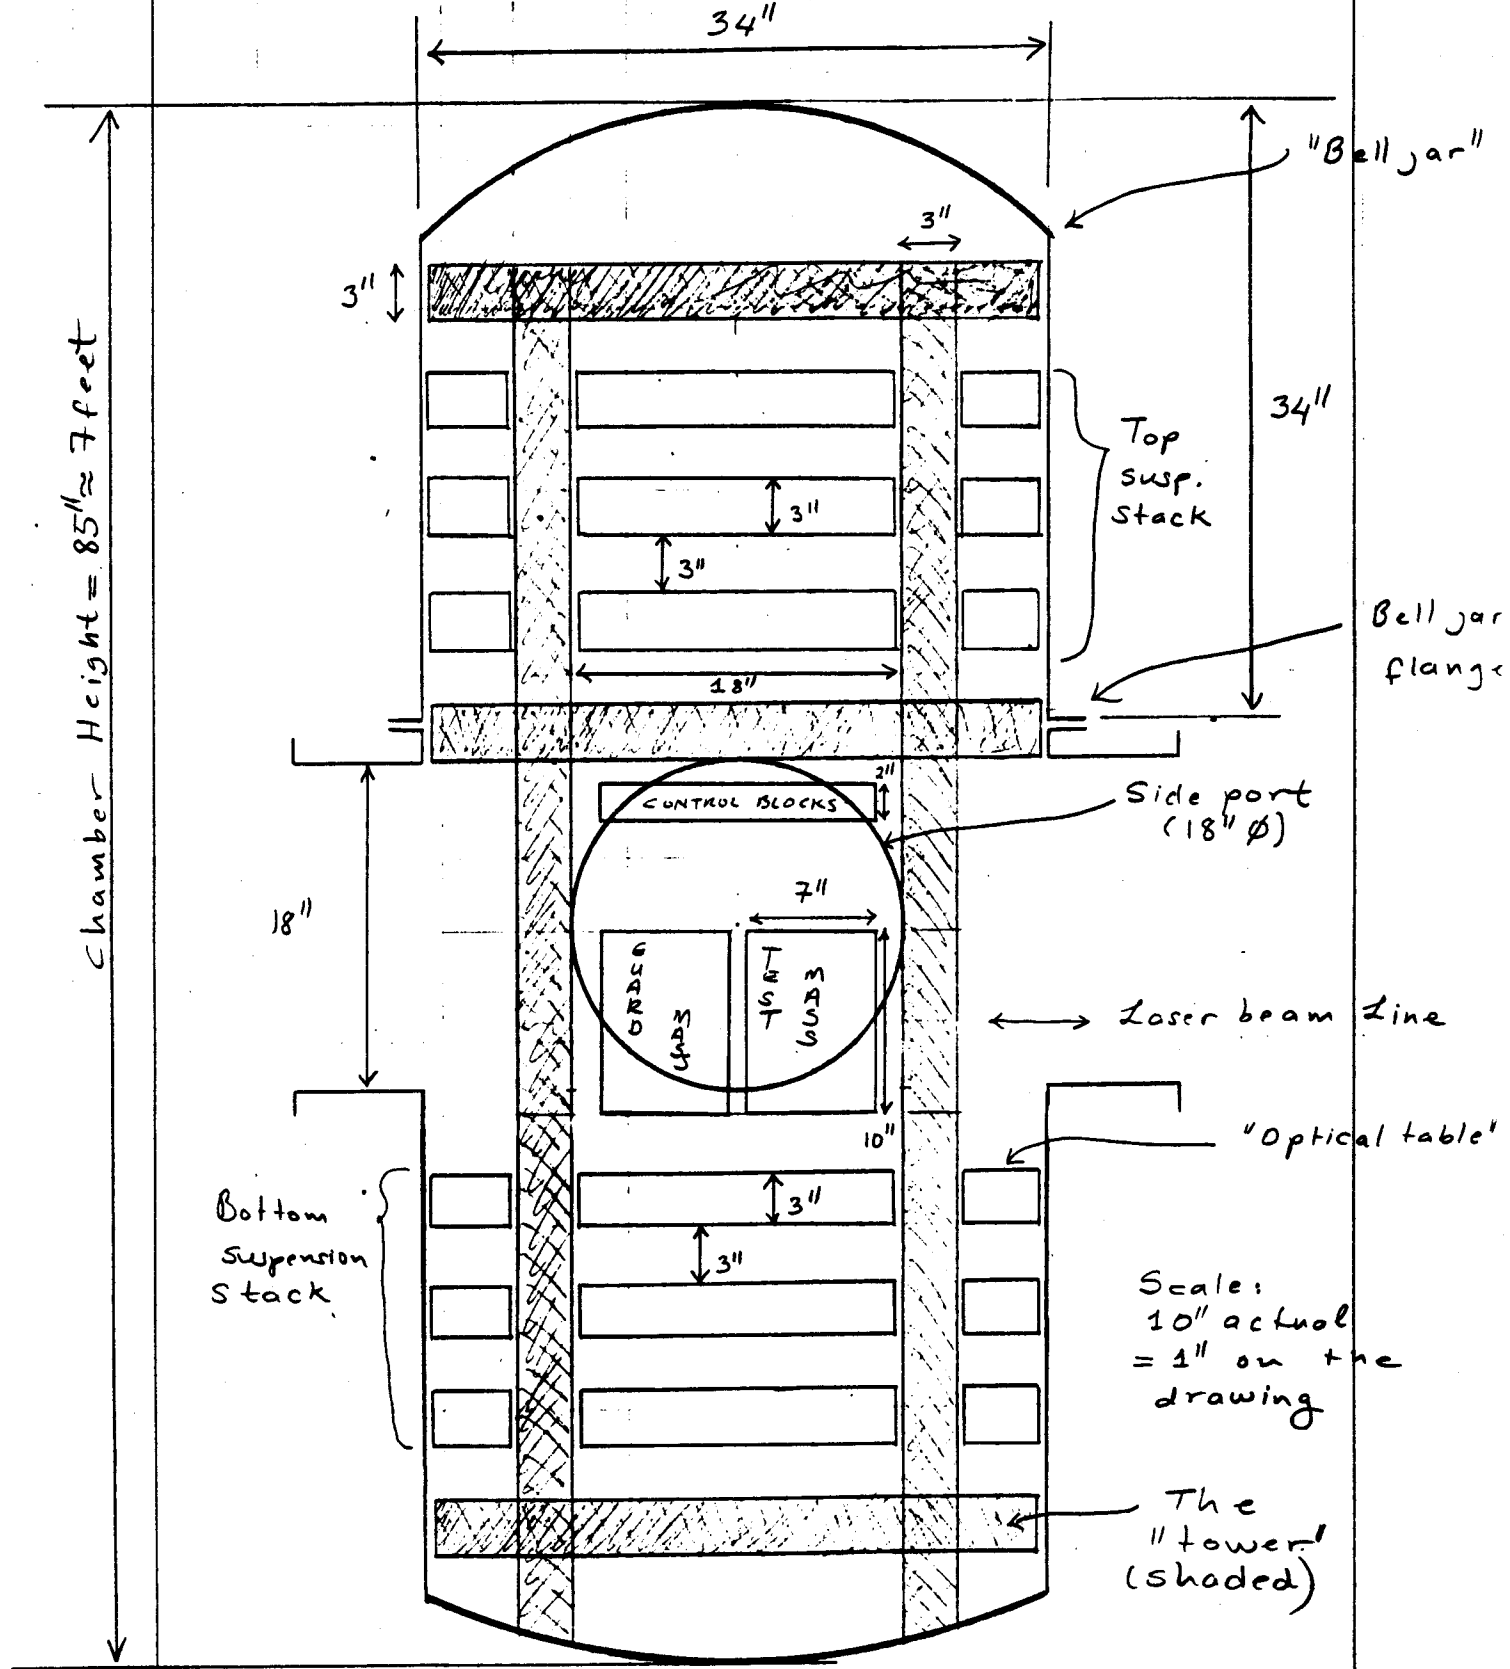 34"
"Bell jar"
3"
3"
Chamber Height = 85" ≈ 7 feet
34"
Top
susp.
stack
3"
3"
Bell jar
flange
18"
2"
CONTROL BLOCKS
Side port
(18" Ø)
18"
7"
GUARD
MASS
TEST
MASS
Laser beam Line
10"
"Optical table"
Bottom
suspension
stack
3"
3"
Scale:
10" actual
= 1" on the
drawing
The
"tower"
(shaded)